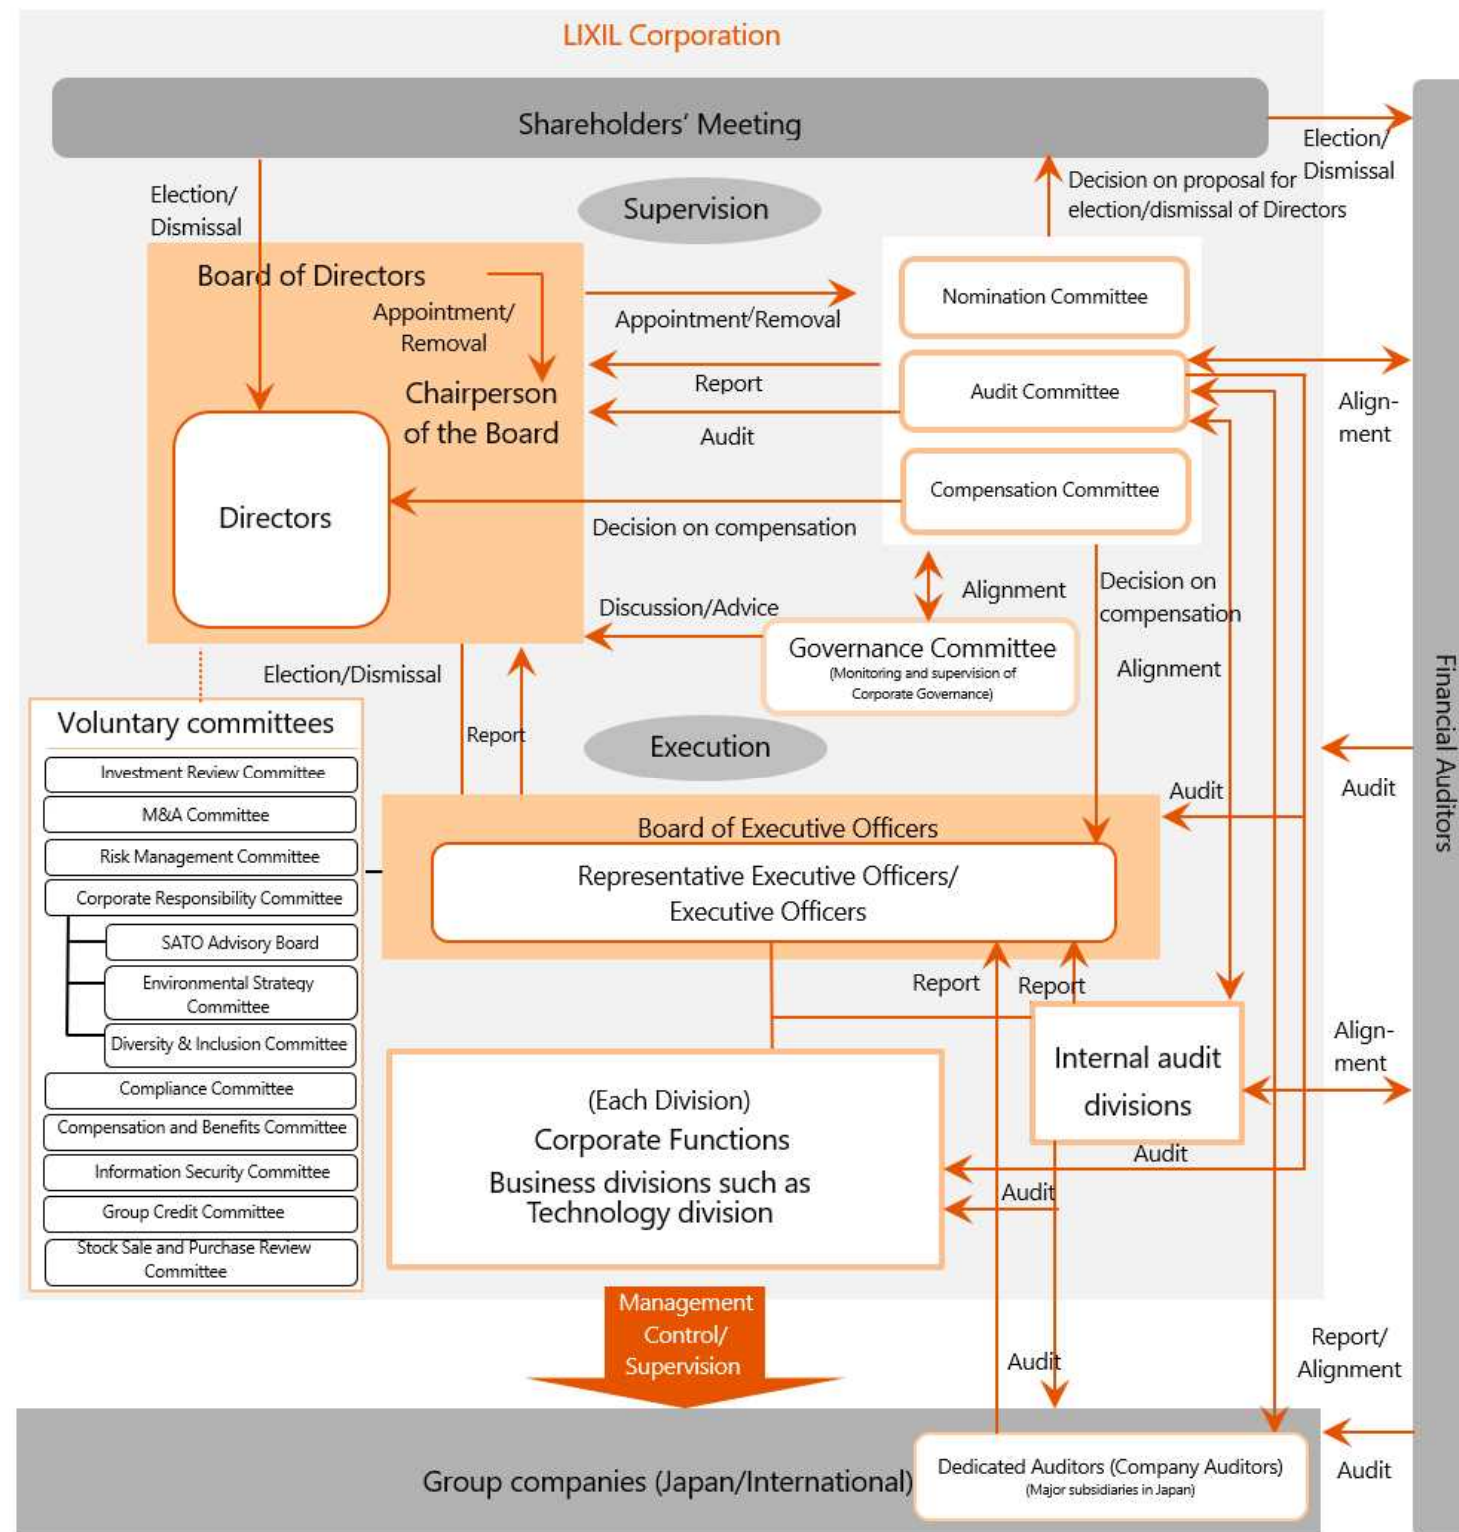 LIXIL Corporation
Shareholders’ Meeting
Election/
Dismissal
Election/
Dismissal
Supervision
Decision on proposal for
election/dismissal of Directors
Board of Directors
Appointment/
Removal
Chairperson
of the Board
Directors
Appointment/Removal
Report
Audit
Decision on compensation
Nomination Committee
Audit Committee
Compensation Committee
Align-
ment
Alignment
Decision on
compensation
Alignment
Discussion/Advice
Governance Committee
(Monitoring and supervision of
Corporate Governance)
Financial Auditors
Election/Dismissal
Report
Execution
Audit
Audit
Voluntary committees
Investment Review Committee
M&A Committee
Risk Management Committee
Corporate Responsibility Committee
SATO Advisory Board
Environmental Strategy
Committee
Diversity & Inclusion Committee
Compliance Committee
Compensation and Benefits Committee
Information Security Committee
Group Credit Committee
Stock Sale and Purchase Review
Committee
Board of Executive Officers
Representative Executive Officers/
Executive Officers
Report
Report
Internal audit
divisions
Align-
ment
(Each Division)
Corporate Functions
Business divisions such as
Technology division
Audit
Audit
Management
Control/
Supervision
Audit
Report/
Alignment
Group companies (Japan/International)
Dedicated Auditors (Company Auditors)
(Major subsidiaries in Japan)
Audit